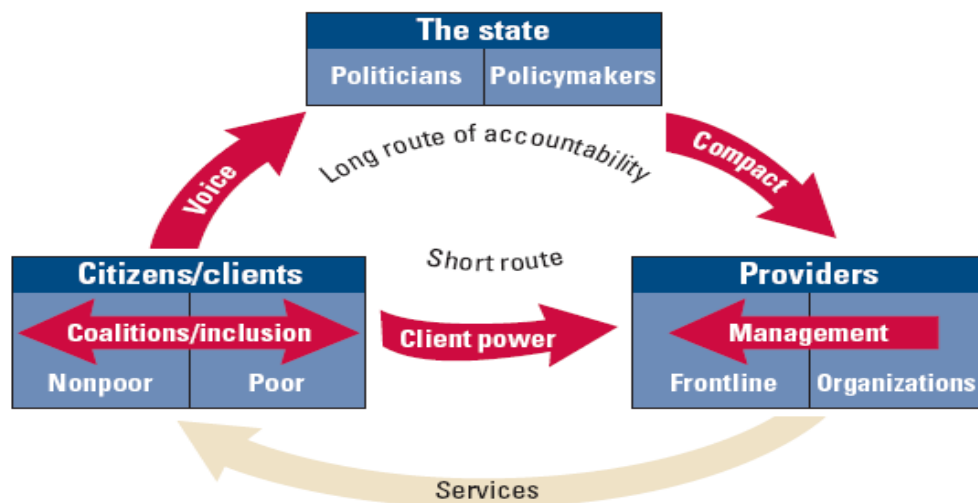 The state
Politicians
Policymakers
Voice
Long route of accountability
Compact
Short route
Citizens/clients
Coalitions/inclusion
Nonpoor
Poor
Client power
Providers
Management
Frontline
Organizations
Services